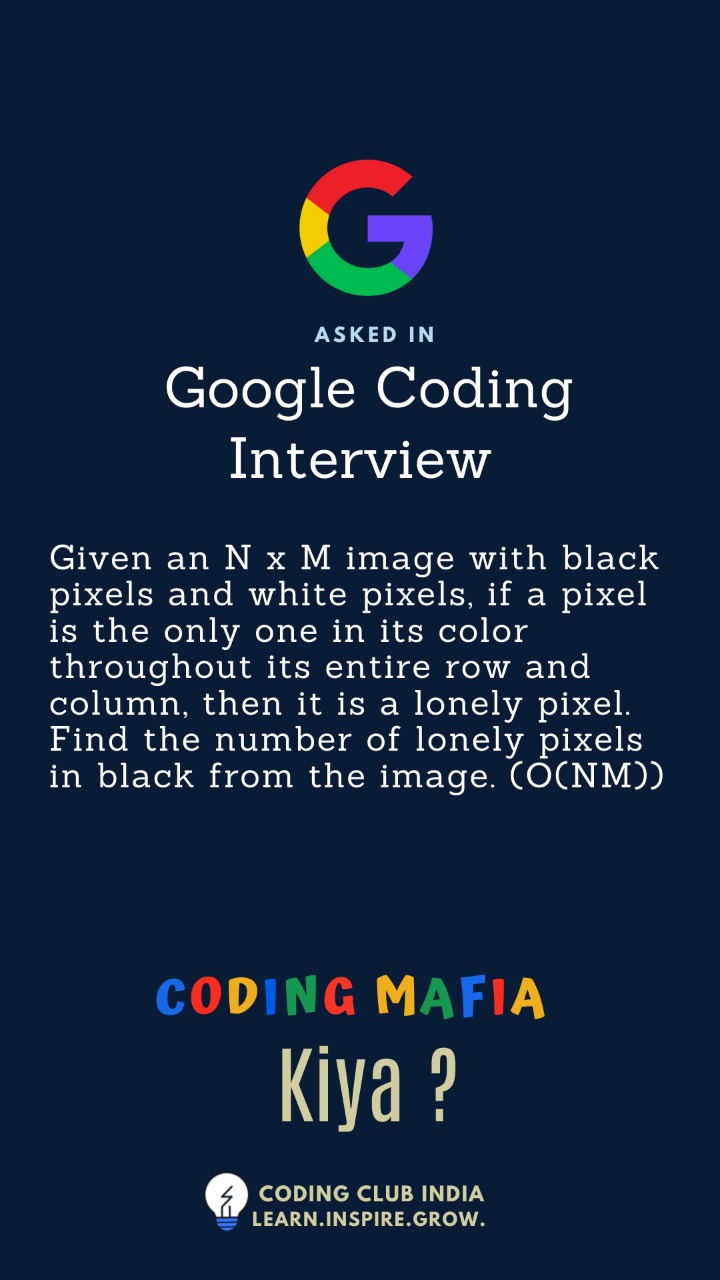 ASKED IN
Google Coding
Interview
Given an N x M image with black
pixels and white pixels, if a pixel
is the only one in its color
throughout its entire row and
column, then it is a lonely pixel.
Find the number of lonely pixels
in black from the image. (O(NM))
CODING MAFIA
Kiya ?
CODING CLUB INDIA
LEARN.INSPIRE.GROW.